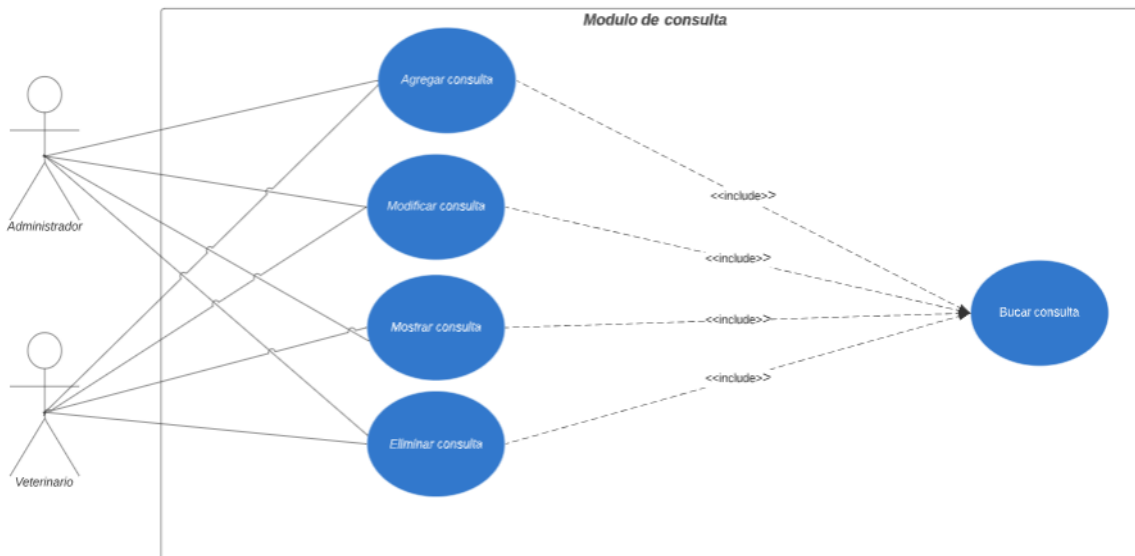 Modulo de consulta
Agregar consulta
Administrador
Modificar consulta
<<include>>
<<include>>
Bucar consulta
Mostrar consulta
<<include>>
Veterinario
Eliminar consulta
<<include>>